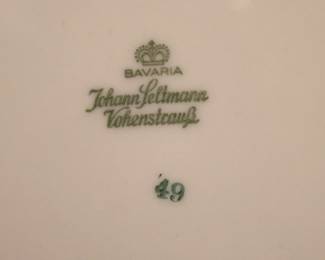 BAVARIA
Johann Seltmann
Vohenstrauß
49